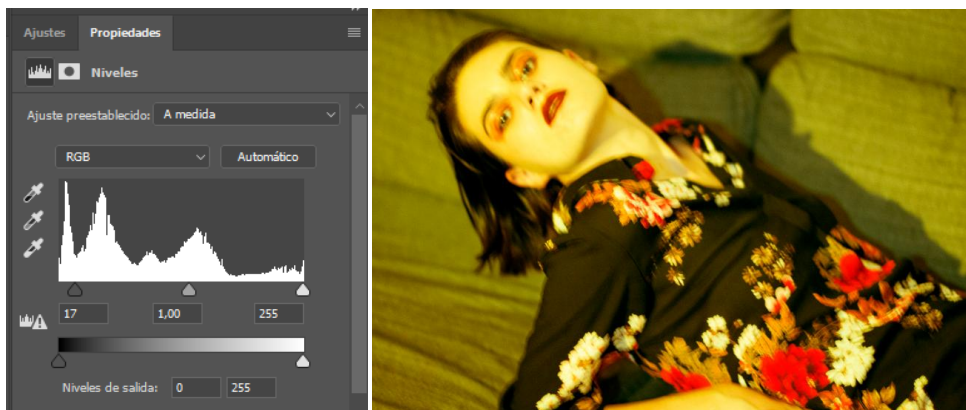 Ajustes Propiedades
Niveles
Ajuste preestablecido: A medida
RGB Automático
17 1,00 255
Niveles de salida: 0 255